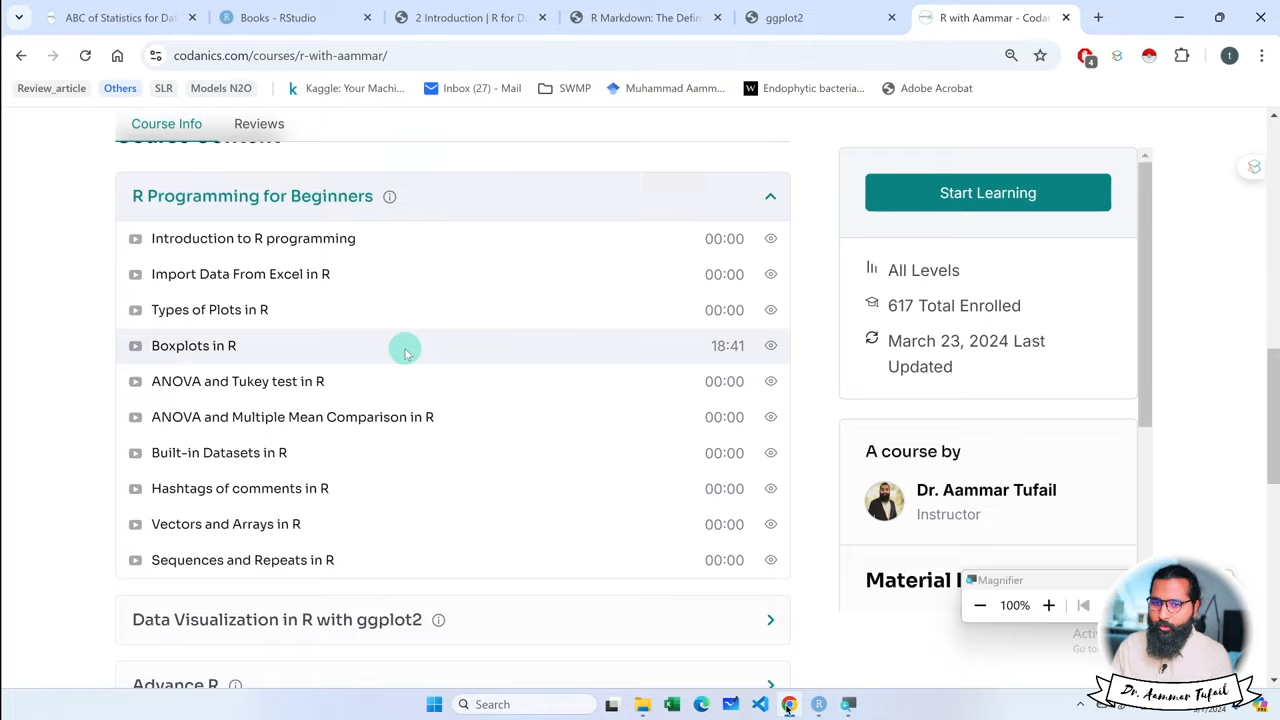 ABC of Statistics for Dat
Books - RStudio
2 Introduction | R for D
R Markdown: The Defin
ggplot2
R with Aammar - Codan
codanics.com/courses/r-with-aammar/
4
t
Review_article
Others
SLR
Models N2O
Kaggle: Your Machi...
Inbox (27) - Mail
SWMP
Muhammad Aamm...
Endophytic bacteria...
Adobe Acrobat
Course Info
Reviews
R Programming for Beginners
Introduction to R programming 00:00
Import Data From Excel in R 00:00
Types of Plots in R 00:00
Boxplots in R 18:41
ANOVA and Tukey test in R 00:00
ANOVA and Multiple Mean Comparison in R 00:00
Built-in Datasets in R 00:00
Hashtags of comments in R 00:00
Vectors and Arrays in R 00:00
Sequences and Repeats in R 00:00
Data Visualization in R with ggplot2
Advance R
Start Learning
All Levels
617 Total Enrolled
March 23, 2024 Last
Updated
A course by
Dr. Aammar Tufail
Instructor
Material I
Magnifier
100%
Acti
Go to
Dr. Aammar Tufail
Search